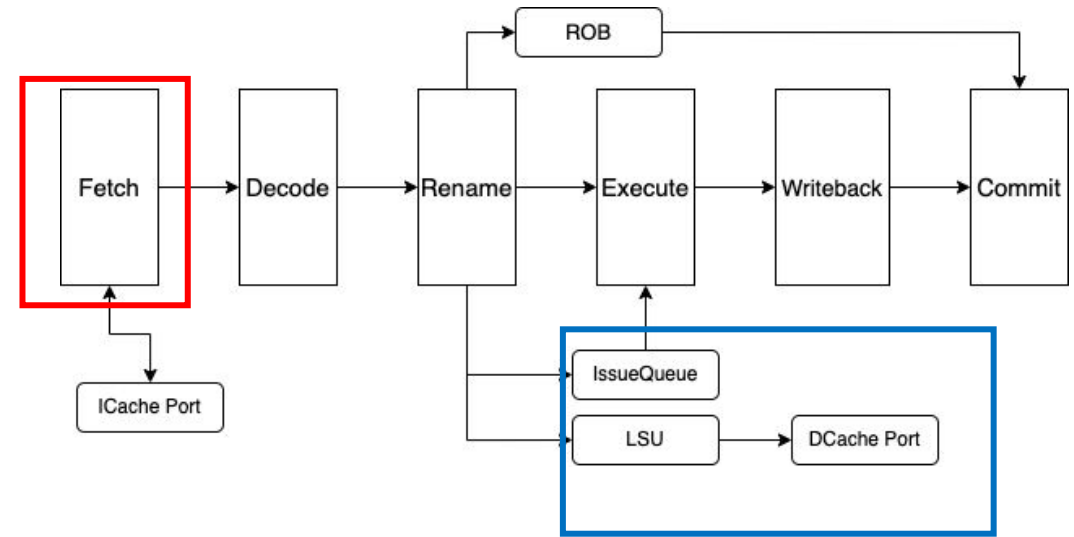 ROB
Fetch
Decode
Rename
Execute
Writeback
Commit
IssueQueue
ICache Port
LSU
DCache Port